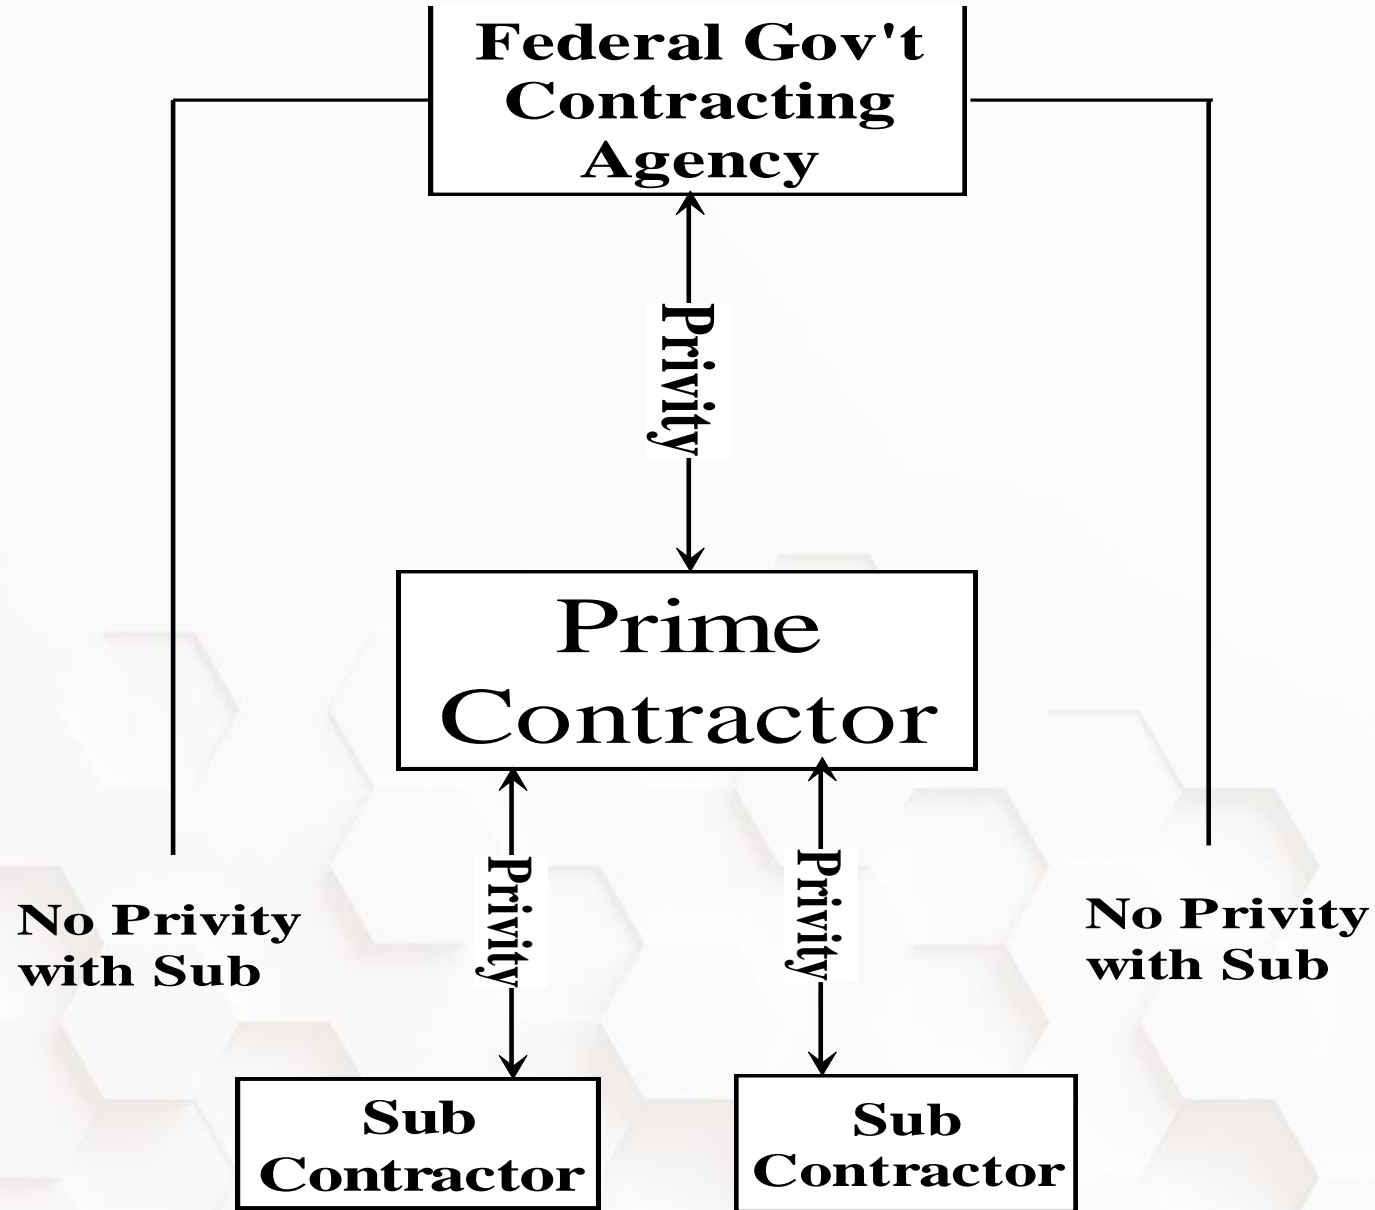 Federal Gov't
Contracting
Agency
Privity
Prime
Contractor
Privity
Privity
No Privity
with Sub
No Privity
with Sub
Sub
Contractor
Sub
Contractor